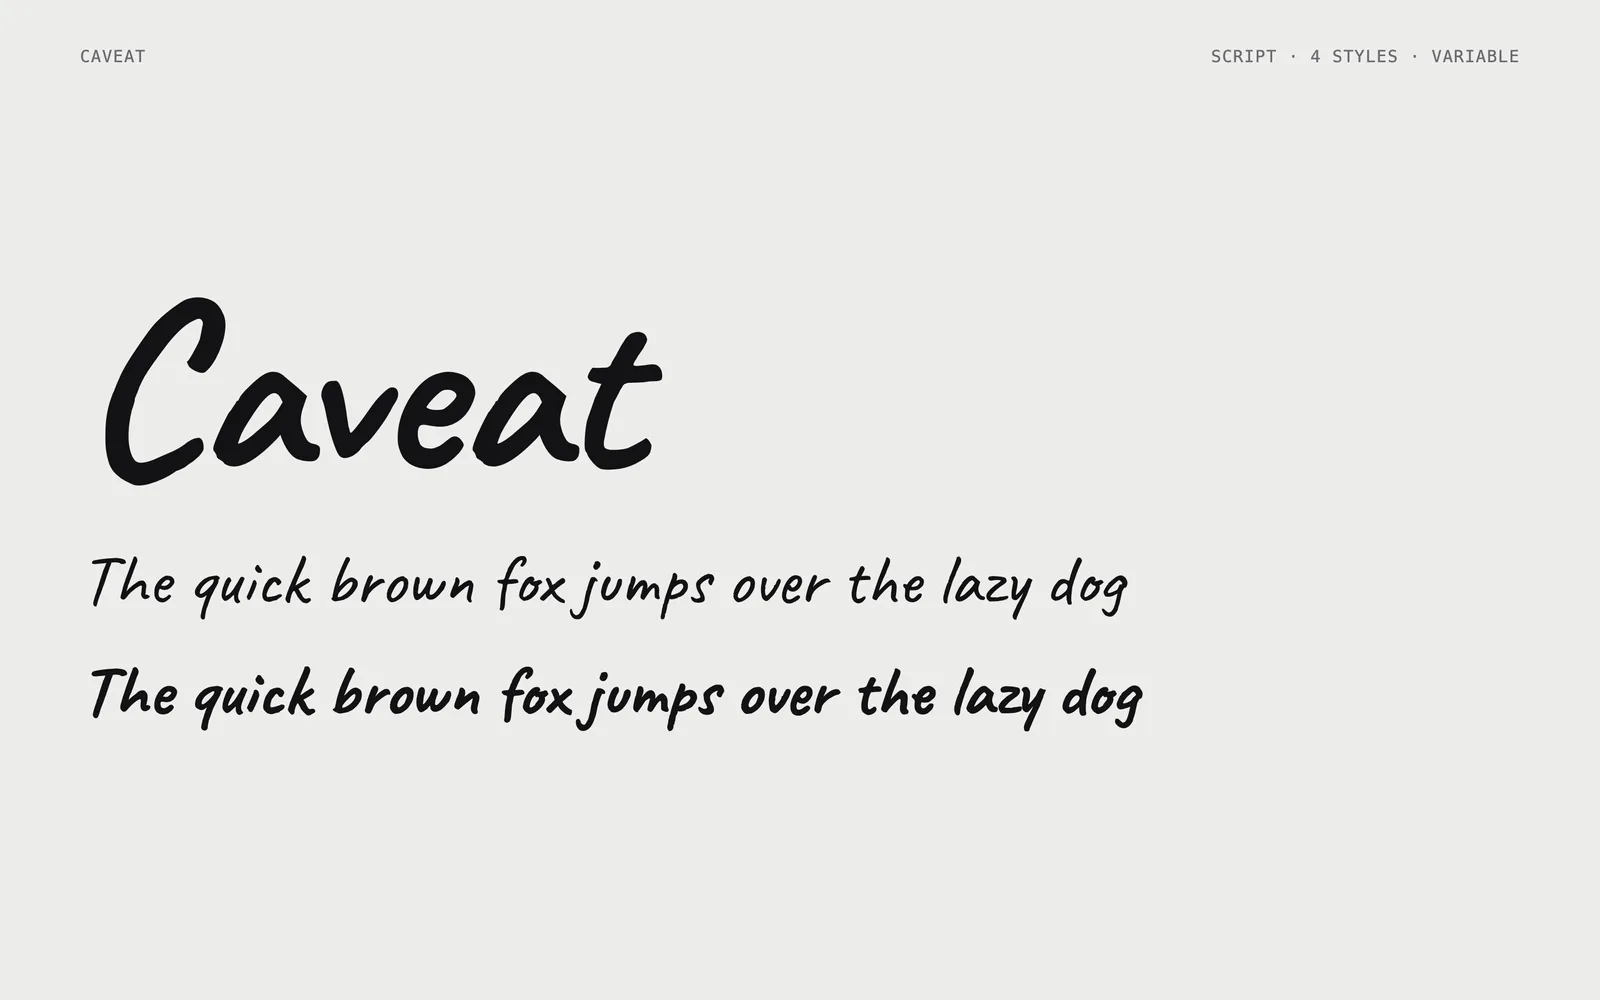 CAVEAT
SCRIPT · 4 STYLES · VARIABLE
Caveat
The quick brown fox jumps over the lazy dog
The quick brown fox jumps over the lazy dog